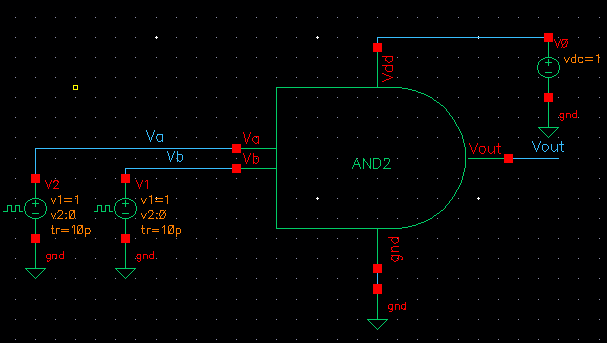 V0
vdc=1
gnd
Vdd
Va
Va
Vb
Vb
AND2
Vout
Vout
V2
v1=1
v2:0
tr=10p
gnd
V1
v1=1
v2:0
tr=10p
gnd
gnd
gnd